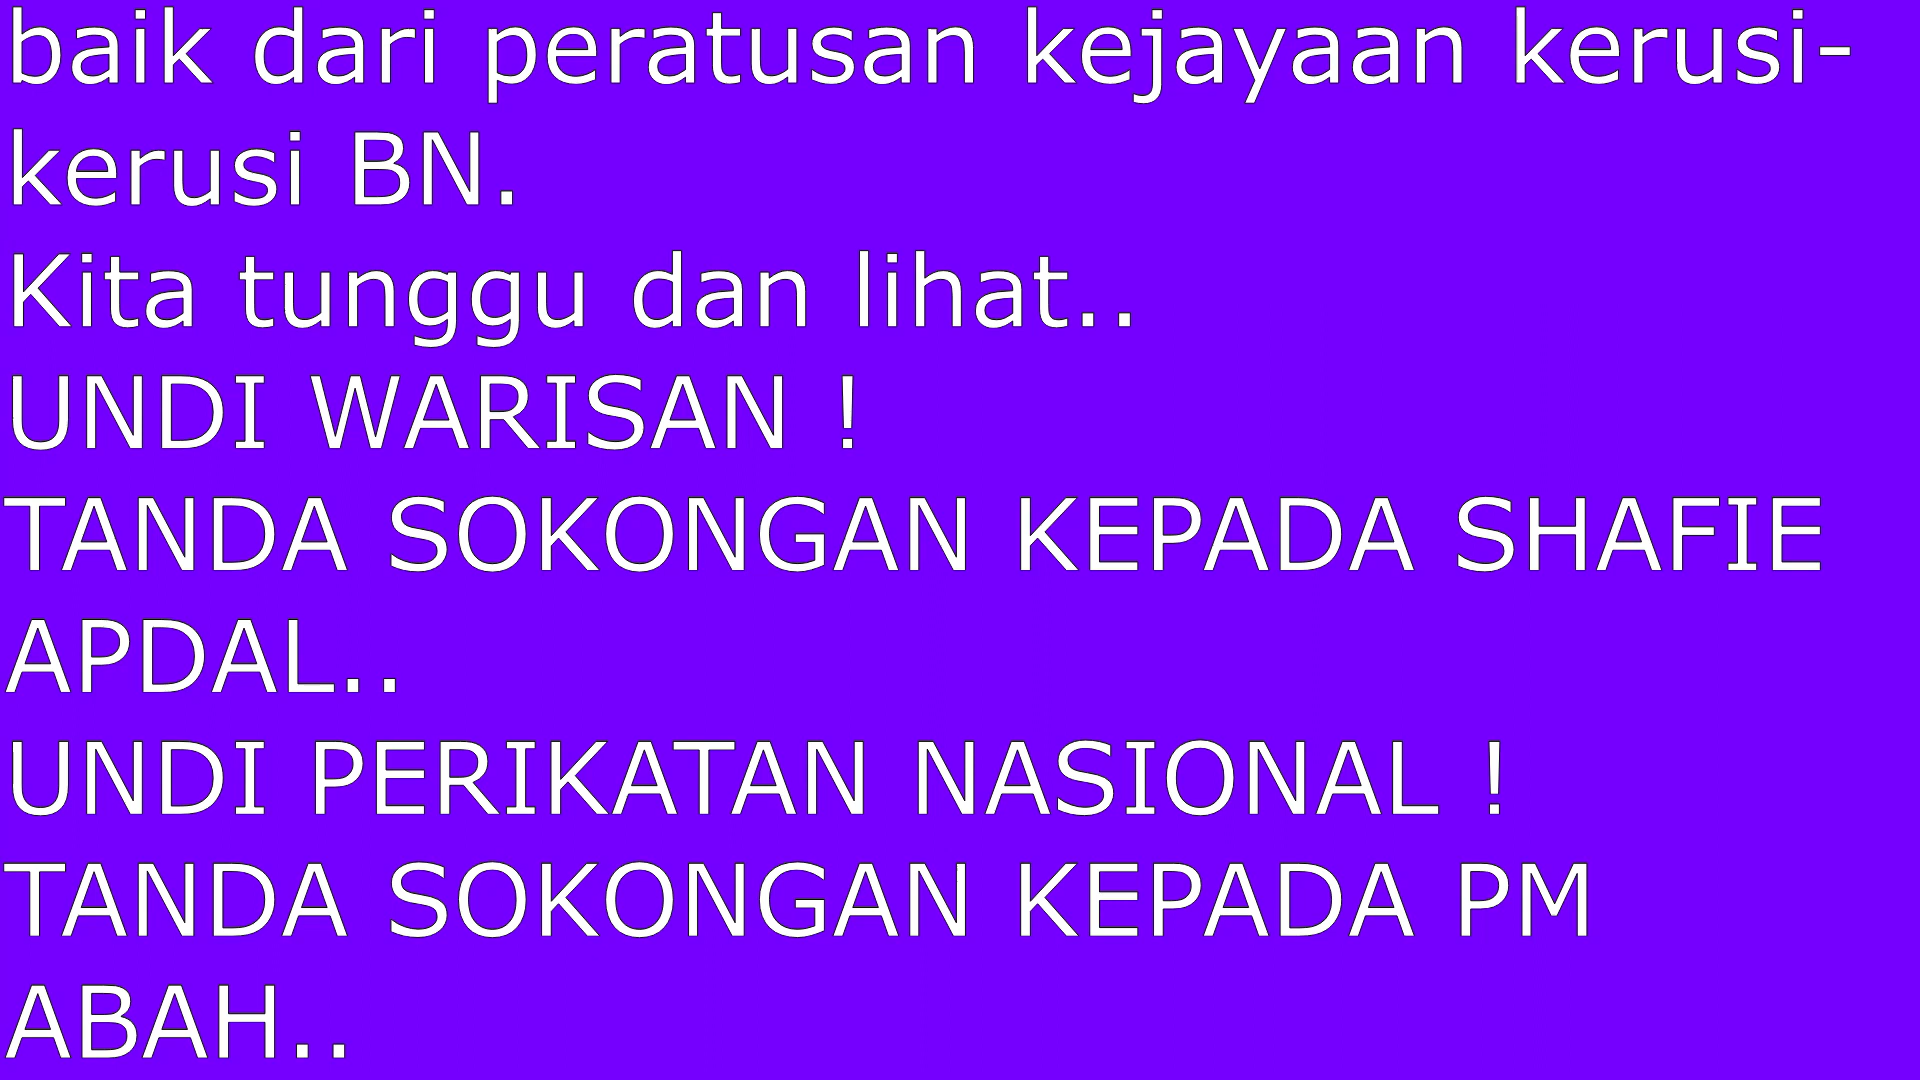 baik dari peratusan kejayaan kerusi-
kerusi BN.
Kita tunggu dan lihat..
UNDI WARISAN !
TANDA SOKONGAN KEPADA SHAFIE
APDAL..
UNDI PERIKATAN NASIONAL !
TANDA SOKONGAN KEPADA PM
ABAH..